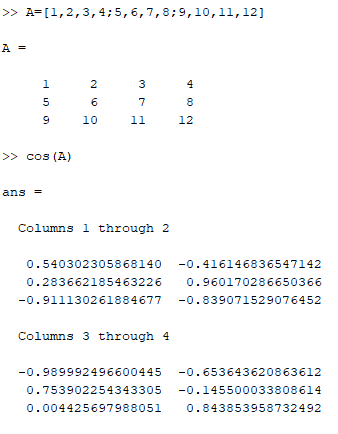 >> A=[1,2,3,4;5,6,7,8;9,10,11,12]
A =
1 2 3 4
5 6 7 8
9 10 11 12
>> cos(A)
ans =
Columns 1 through 2
0.540302305868140 -0.416146836547142
0.283662185463226 0.960170286650366
-0.911130261884677 -0.839071529076452
Columns 3 through 4
-0.989992496600445 -0.653643620863612
0.753902254343305 -0.145500033808614
0.004425697988051 0.843853958732492